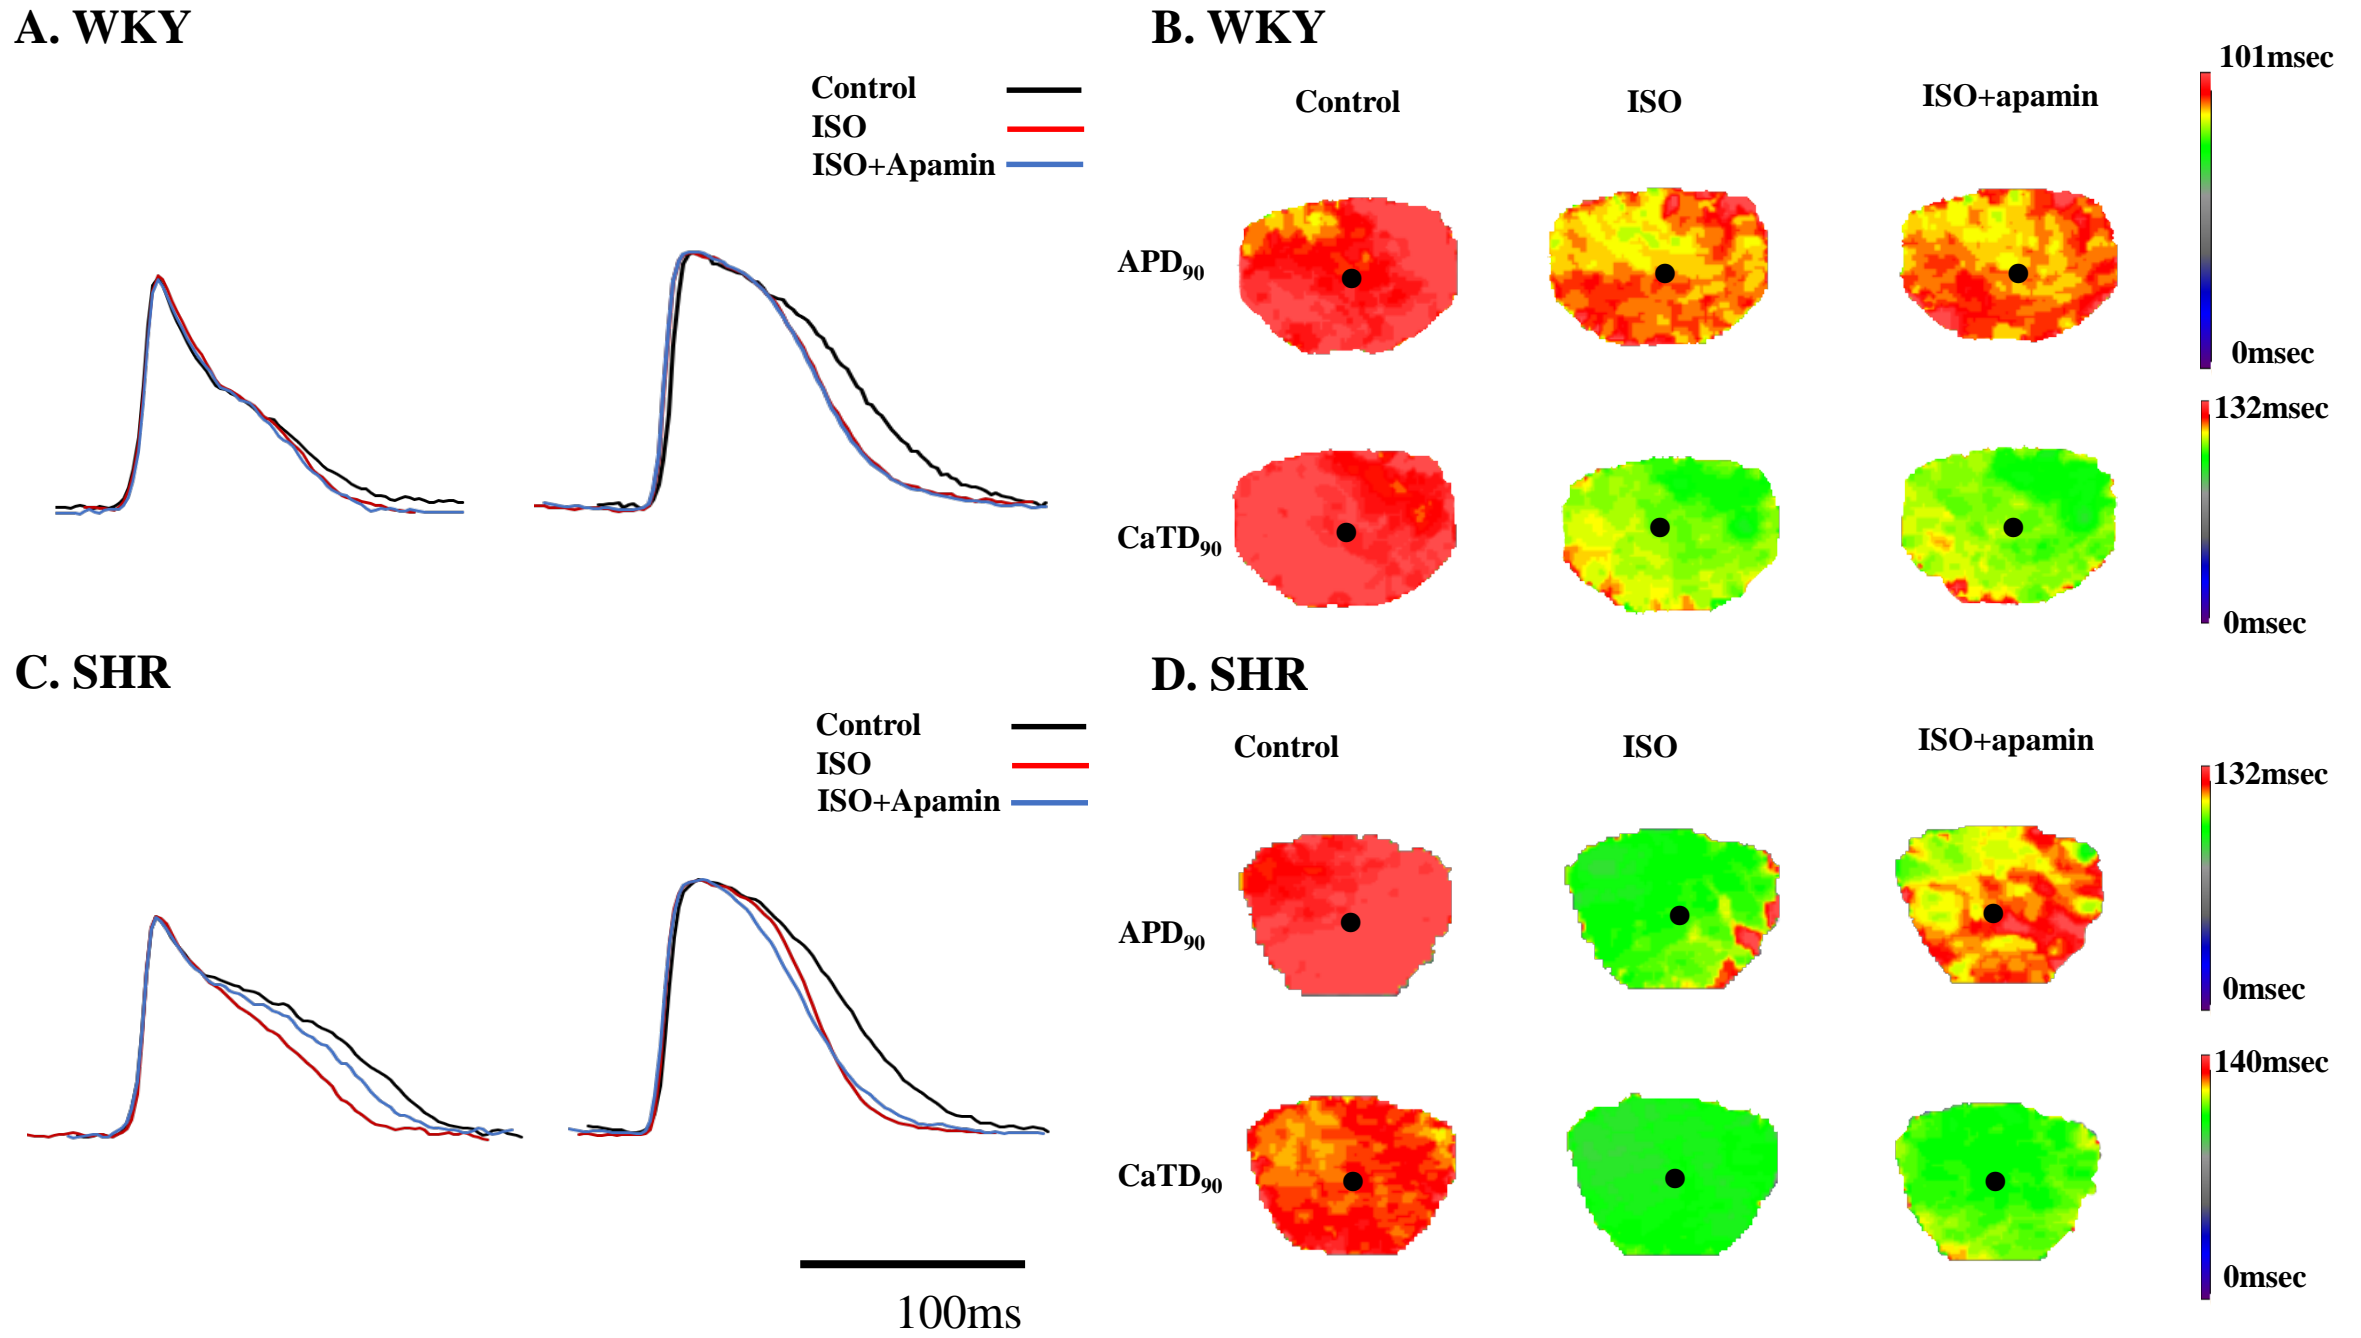 A. WKY
Control
ISO
ISO+Apamin
B. WKY
Control
ISO
ISO+apamin
101msec
APD90
0msec
132msec
CaTD90
0msec
C. SHR
Control
ISO
ISO+Apamin
D. SHR
Control
ISO
ISO+apamin
132msec
APD90
0msec
140msec
CaTD90
0msec
100ms